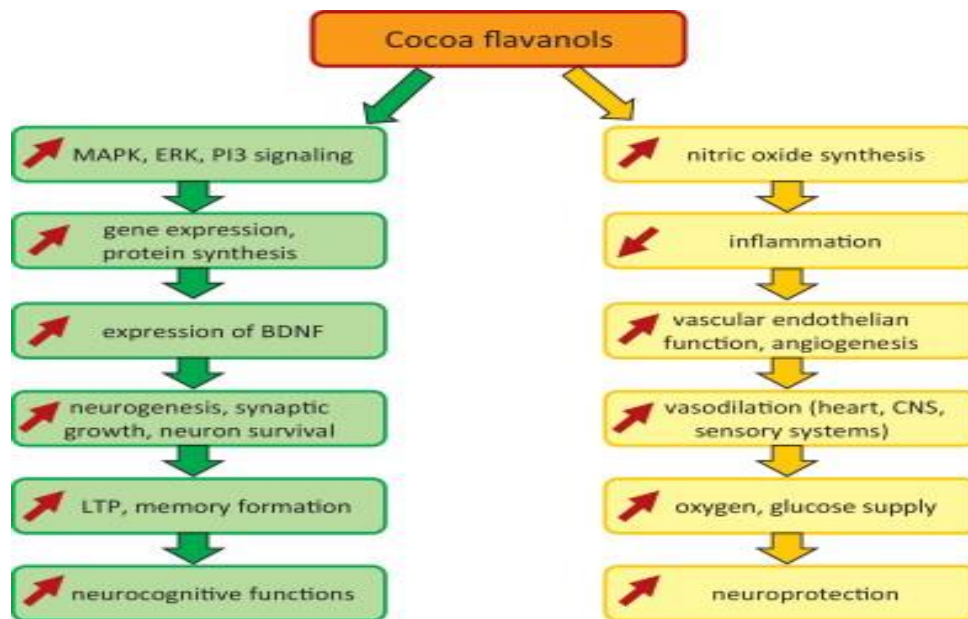 Cocoa flavanols
MAPK, ERK, PI3 signaling
gene expression,
protein synthesis
expression of BDNF
neurogenesis, synaptic
growth, neuron survival
LTP, memory formation
neurocognitive functions
nitric oxide synthesis
inflammation
vascular endothelian
function, angiogenesis
vasodilation (heart, CNS,
sensory systems)
oxygen, glucose supply
neuroprotection